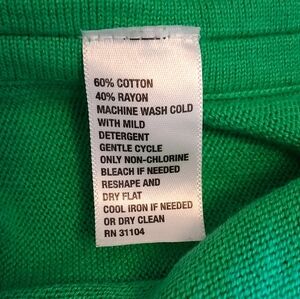 60% COTTON
40% RAYON
MACHINE WASH COLD
WITH MILD
DETERGENT
GENTLE CYCLE
ONLY NON-CHLORINE
BLEACH IF NEEDED
RESHAPE AND
DRY FLAT
COOL IRON IF NEEDED
OR DRY CLEAN
RN 31104